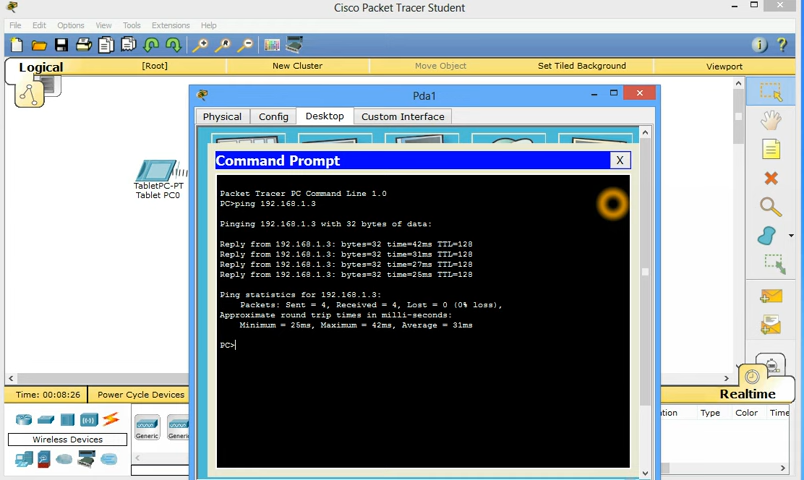 Cisco Packet Tracer Student
File Edit Options View Tools Extensions Help
Logical [Root] New Cluster Move Object Set Tiled Background Viewport
Pda1
Physical Config Desktop Custom Interface
Command Prompt X
Packet Tracer PC Command Line 1.0
PC>ping 192.168.1.3
Pinging 192.168.1.3 with 32 bytes of data:
Reply from 192.168.1.3: bytes=32 time=42ms TTL=128
Reply from 192.168.1.3: bytes=32 time=31ms TTL=128
Reply from 192.168.1.3: bytes=32 time=27ms TTL=128
Reply from 192.168.1.3: bytes=32 time=25ms TTL=128
Ping statistics for 192.168.1.3:
Packets: Sent = 4, Received = 4, Lost = 0 (0% loss),
Approximate round trip times in milli-seconds:
Minimum = 25ms, Maximum = 42ms, Average = 31ms
PC>
TabletPC-PT
Tablet PC0
Time: 00:08:26 Power Cycle Devices
Realtime
Wireless Devices
Generic Generic
Type Color